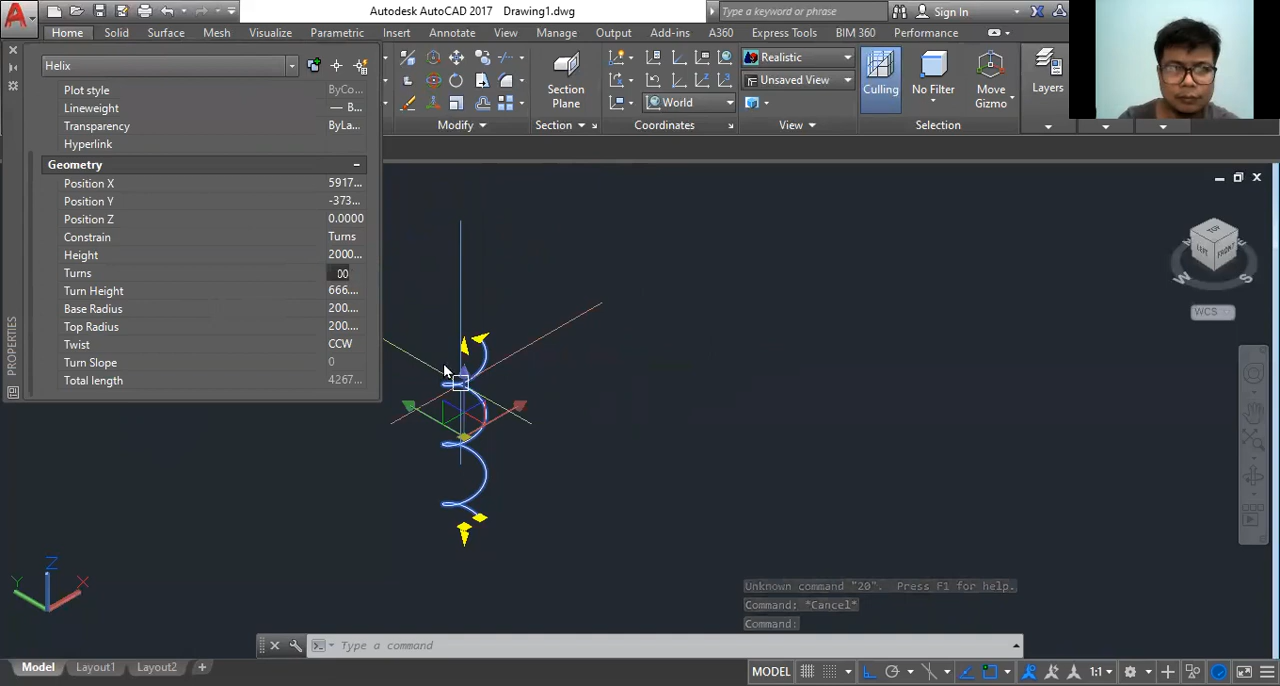 Autodesk AutoCAD 2017 Drawing1.dwg
Type a keyword or phrase
Sign In
Home Solid Surface Mesh Visualize Parametric Insert Annotate View Manage Output Add-ins A360 Express Tools BIM 360 Performance
Helix
Plot style ByCo...
Lineweight B...
Transparency ByLa...
Hyperlink
Geometry
Position X 5917...
Position Y -373...
Position Z 0.0000
Constrain Turns
Height 2000...
Turns 00
Turn Height 666....
Base Radius 200....
Top Radius 200....
Twist CCW
Turn Slope 0
Total length 4267...
PROPERTIES
Modify
Section Plane
Section
World
Coordinates
Realistic
Unsaved View
View
Culling
No Filter
Move Gizmo
Selection
Layers
TOP
LEFT
FRONT
W
S
WCS
Z
Y
X
Unknown command "20". Press F1 for help.
Command: *Cancel*
Command:
Type a command
Model Layout1 Layout2 +
MODEL
1:1